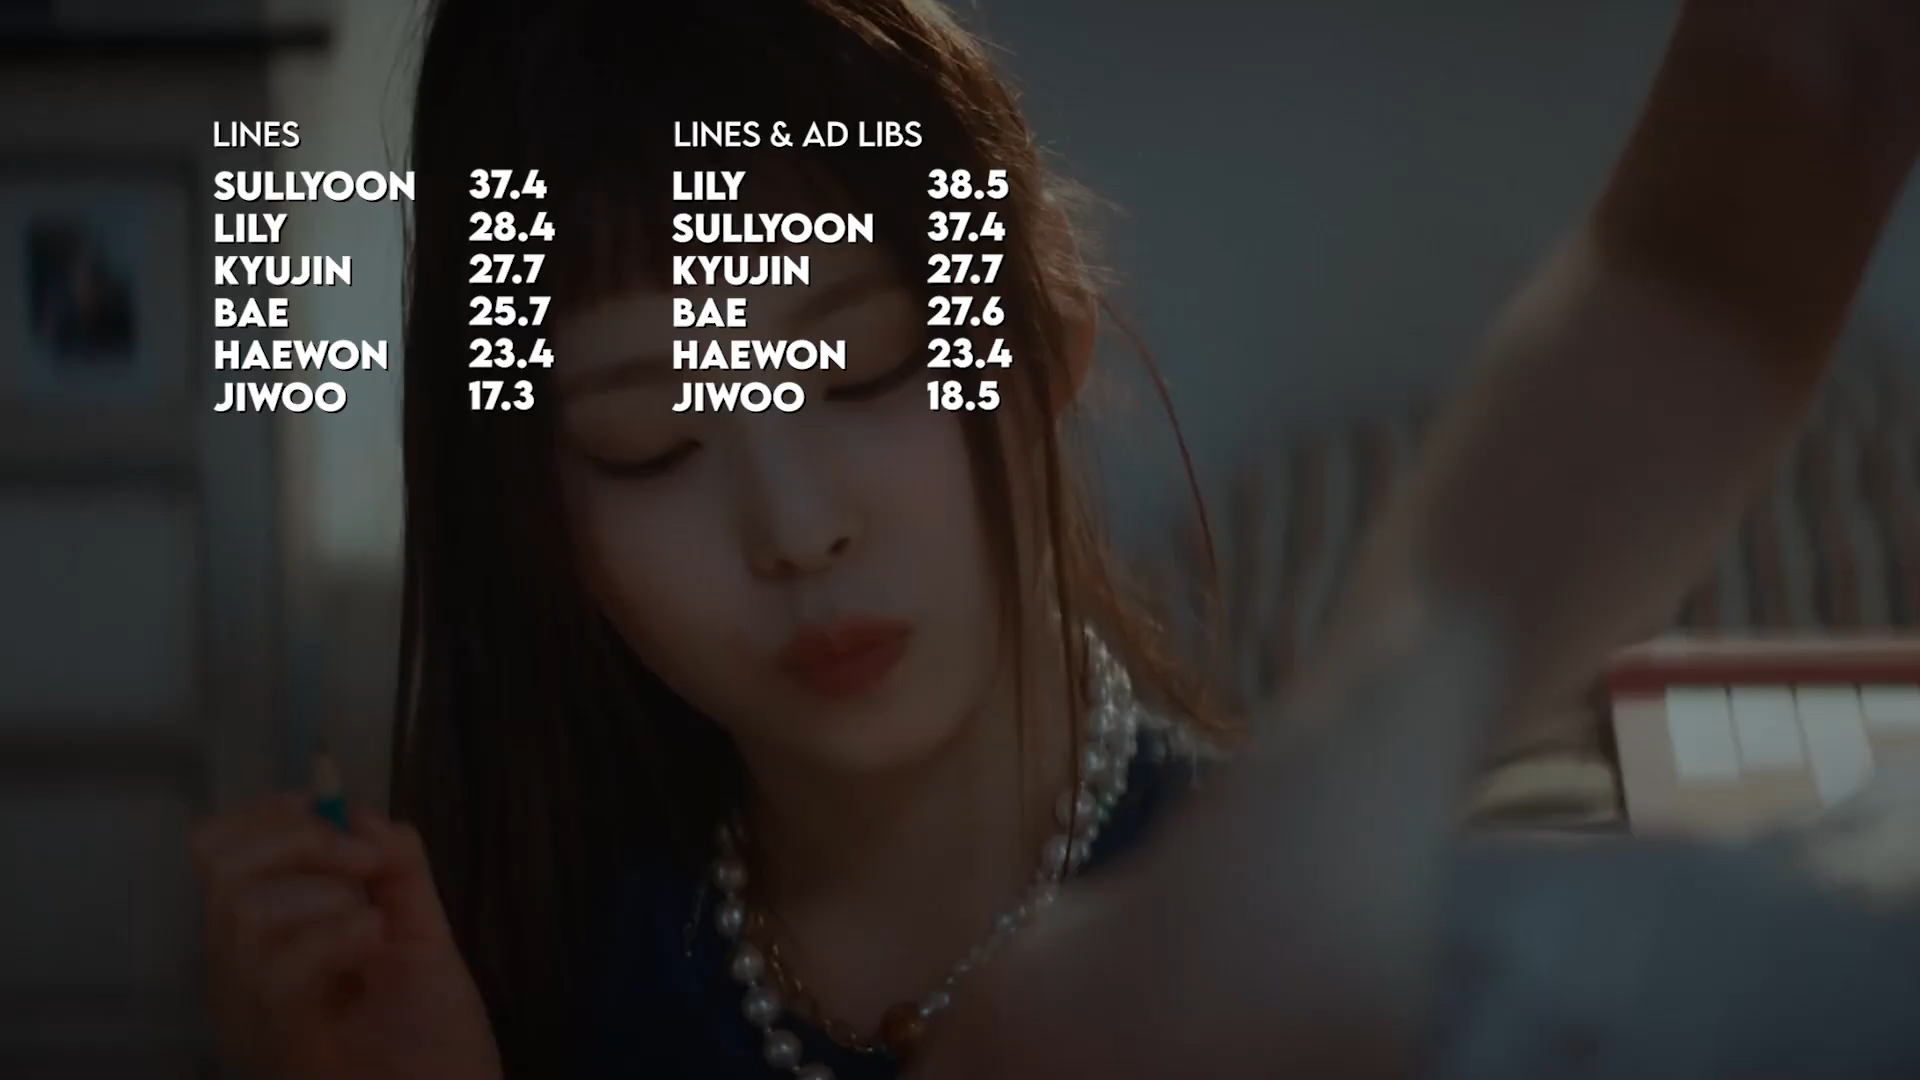 LINES
SULLYOON 37.4
LILY 28.4
KYUJIN 27.7
BAE 25.7
HAEWON 23.4
JIWOO 17.3
LINES & AD LIBS
LILY 38.5
SULLYOON 37.4
KYUJIN 27.7
BAE 27.6
HAEWON 23.4
JIWOO 18.5